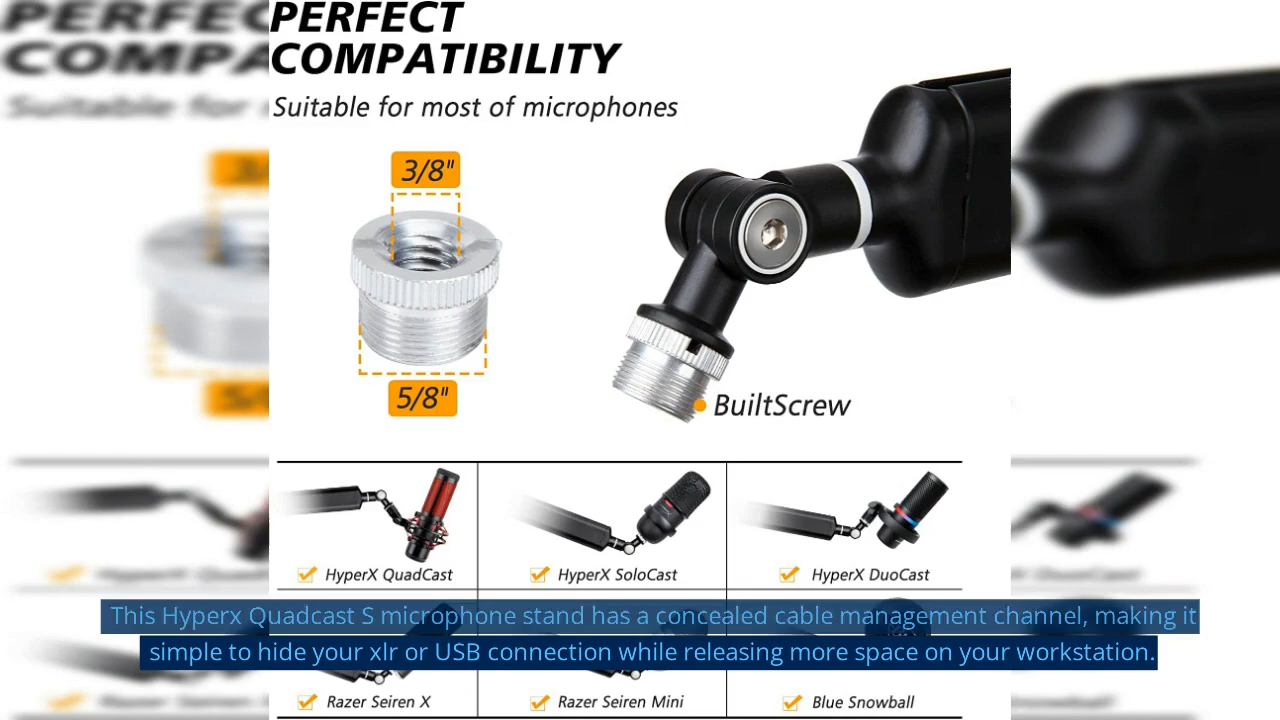 PERFECT
COMPATIBILITY
Suitable for most of microphones
3/8"
5/8"
BuiltScrew
HyperX QuadCast
HyperX SoloCast
HyperX DuoCast
This Hyperx Quadcast S microphone stand has a concealed cable management channel, making it
simple to hide your xlr or USB connection while releasing more space on your workstation.
Razer Seiren X
Razer Seiren Mini
Blue Snowball